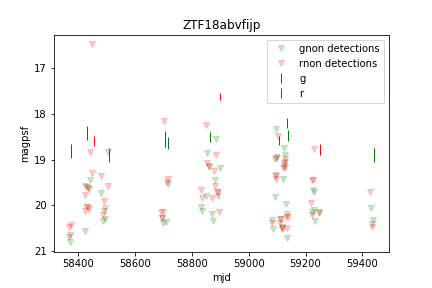 ZTF18abvfijp
gnon detections
rnon detections
g
r
magpsf
17
18
19
20
21
58400 58600 58800 59000 59200 59400
mjd